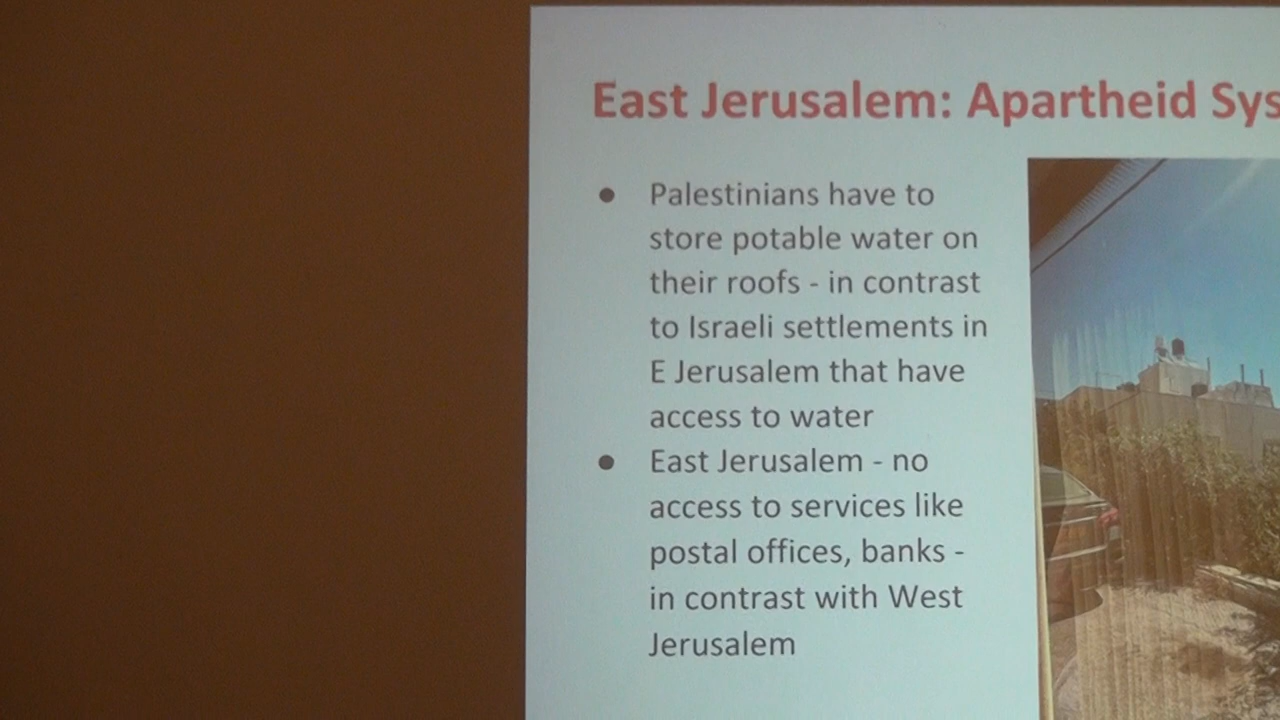 East Jerusalem: Apartheid Sys
● Palestinians have to
store potable water on
their roofs - in contrast
to Israeli settlements in
E Jerusalem that have
access to water
● East Jerusalem - no
access to services like
postal offices, banks -
in contrast with West
Jerusalem